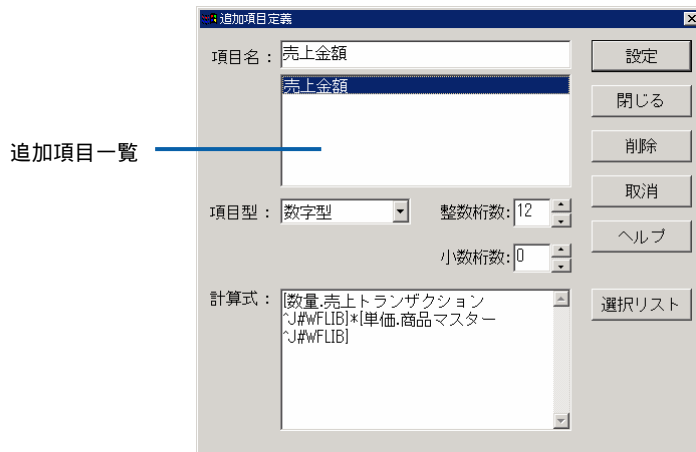 追加項目定義
項目名：
売上金額
設定
売上金額
閉じる
追加項目一覧
削除
取消
項目型：
数字型
整数桁数:
12
ヘルプ
小数桁数:
0
計算式：
[数量.売上トランザクション
^J#WFLIB]*[単価.商品マスター
^J#WFLIB]
選択リスト